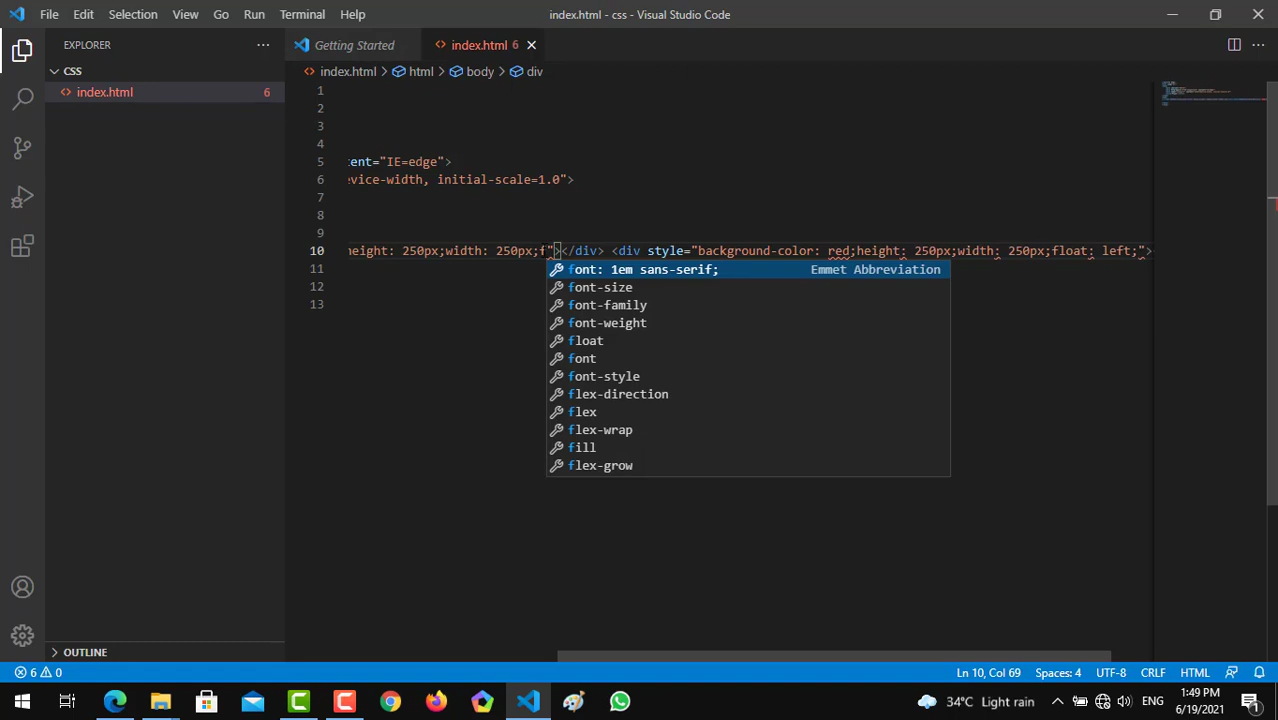 File Edit Selection View Go Run Terminal Help
index.html - css - Visual Studio Code
EXPLORER
Getting Started
index.html 6
CSS
index.html > html > body > div
index.html 6
1
2
3
4
5 tent="IE=edge">
6 vice-width, initial-scale=1.0">
7
8
9
10 height: 250px;width: 250px;f"></div> <div style="background-color: red;height: 250px;width: 250px;float: left;">
11
12
13
font: 1em sans-serif; Emmet Abbreviation
font-size
font-family
font-weight
float
font
font-style
flex-direction
flex
flex-wrap
fill
flex-grow
OUTLINE
6 0
Ln 10, Col 69 Spaces: 4 UTF-8 CRLF HTML
34°C Light rain
ENG
1:49 PM
6/19/2021
1